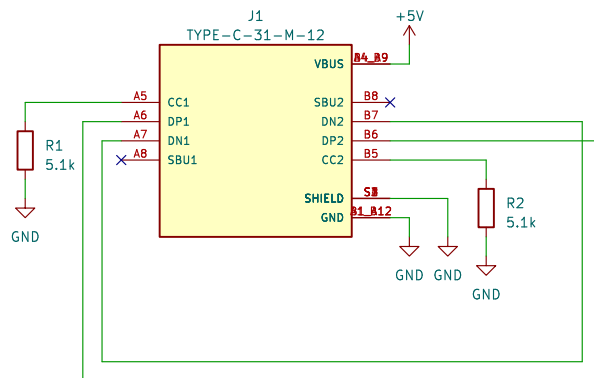 J1
TYPE-C-31-M-12
+5V
VBUS
A5
CC1
SBU2
B8
A6
DP1
DN2
B7
A7
DN1
DP2
B6
A8
SBU1
CC2
B5
R1
5.1k
SHIELD
R2
5.1k
GND
GND
GND
GND
GND